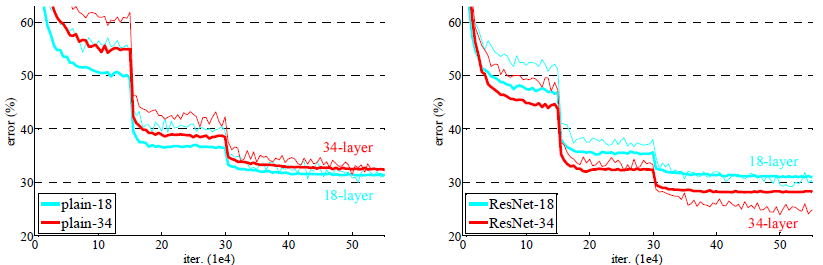 60
50
40
30
20
error (%)
0
10
20
30
40
50
iter. (1e4)
34-layer
18-layer
plain-18
plain-34
60
50
40
30
20
error (%)
0
10
20
30
40
50
iter. (1e4)
18-layer
34-layer
ResNet-18
ResNet-34